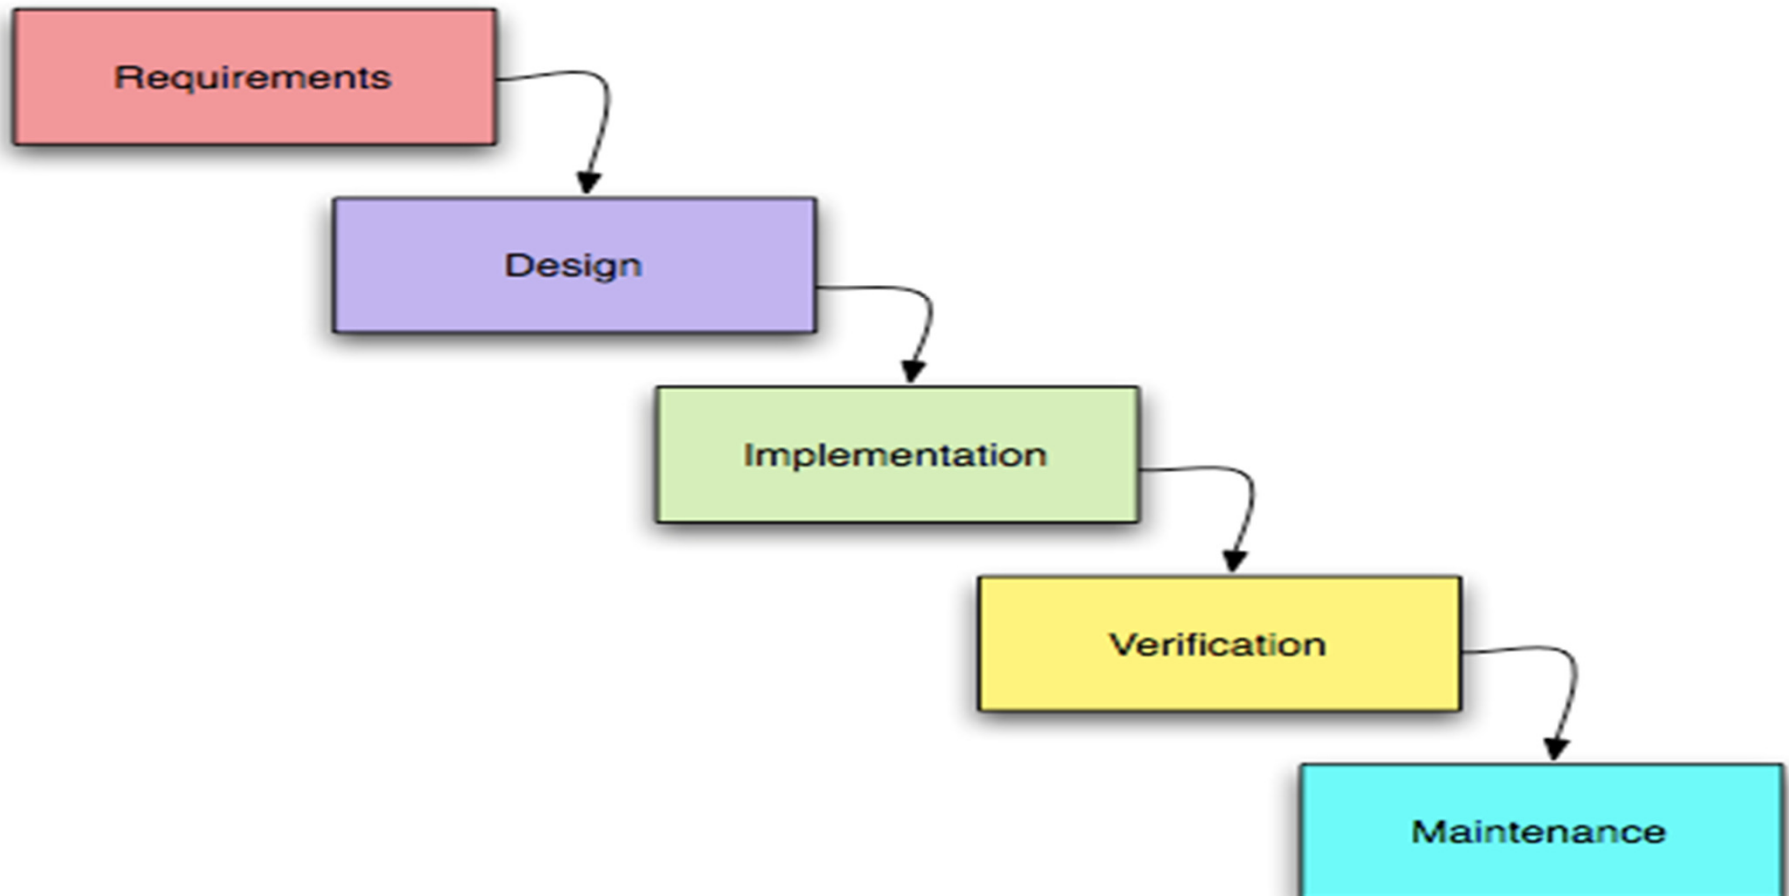 Requirements
Design
Implementation
Verification
Maintenance